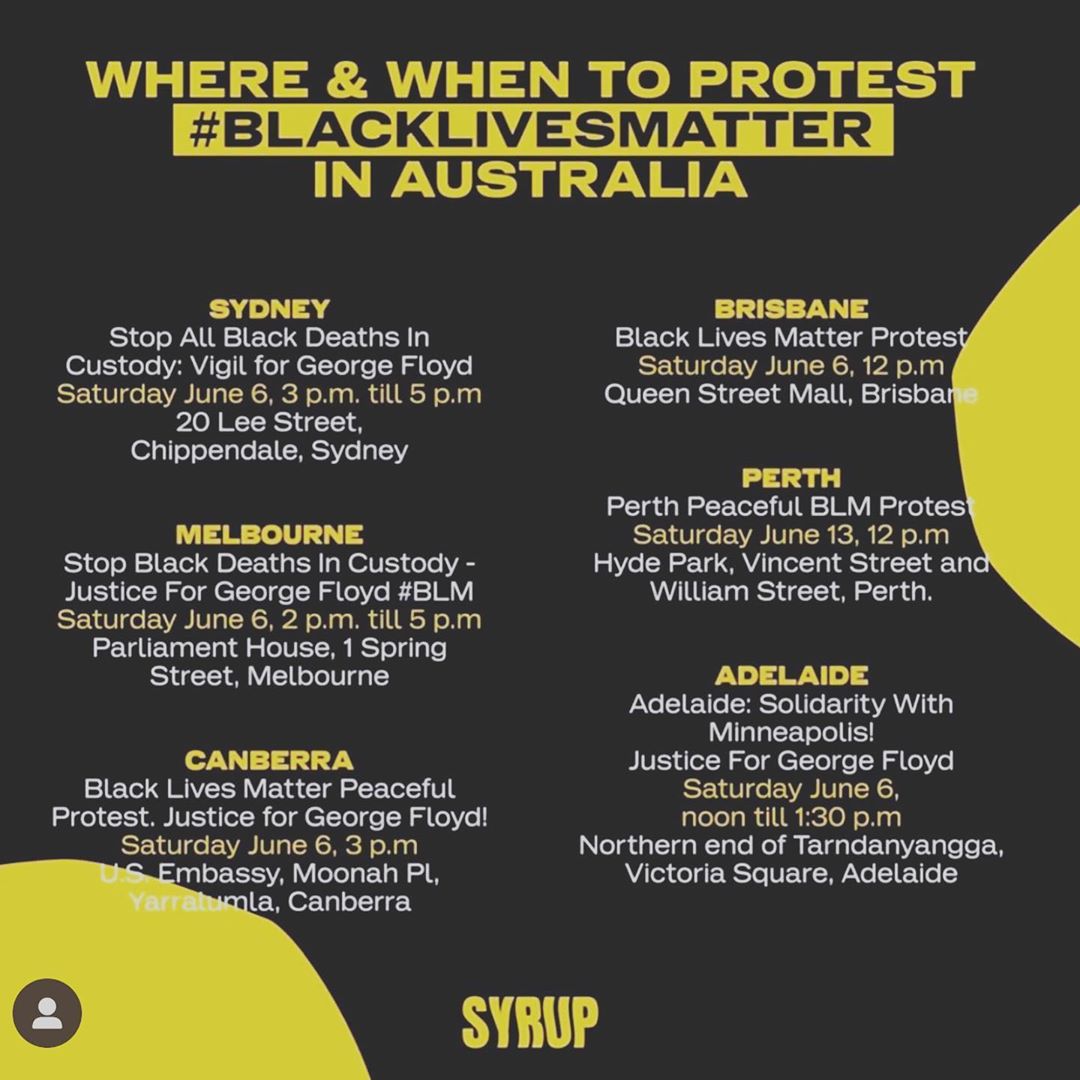 WHERE & WHEN TO PROTEST
#BLACKLIVESMATTER
IN AUSTRALIA
SYDNEY
Stop All Black Deaths In
Custody: Vigil for George Floyd
Saturday June 6, 3 p.m. till 5 p.m
20 Lee Street,
Chippendale, Sydney
MELBOURNE
Stop Black Deaths In Custody -
Justice For George Floyd #BLM
Saturday June 6, 2 p.m. till 5 p.m
Parliament House, 1 Spring
Street, Melbourne
CANBERRA
Black Lives Matter Peaceful
Protest. Justice for George Floyd!
Saturday June 6, 3 p.m
U.S. Embassy, Moonah Pl,
Yarralumla, Canberra
BRISBANE
Black Lives Matter Protest
Saturday June 6, 12 p.m
Queen Street Mall, Brisbane
PERTH
Perth Peaceful BLM Protest
Saturday June 13, 12 p.m
Hyde Park, Vincent Street and
William Street, Perth.
ADELAIDE
Adelaide: Solidarity With
Minneapolis!
Justice For George Floyd
Saturday June 6,
noon till 1:30 p.m
Northern end of Tarndanyangga,
Victoria Square, Adelaide
SYRUP